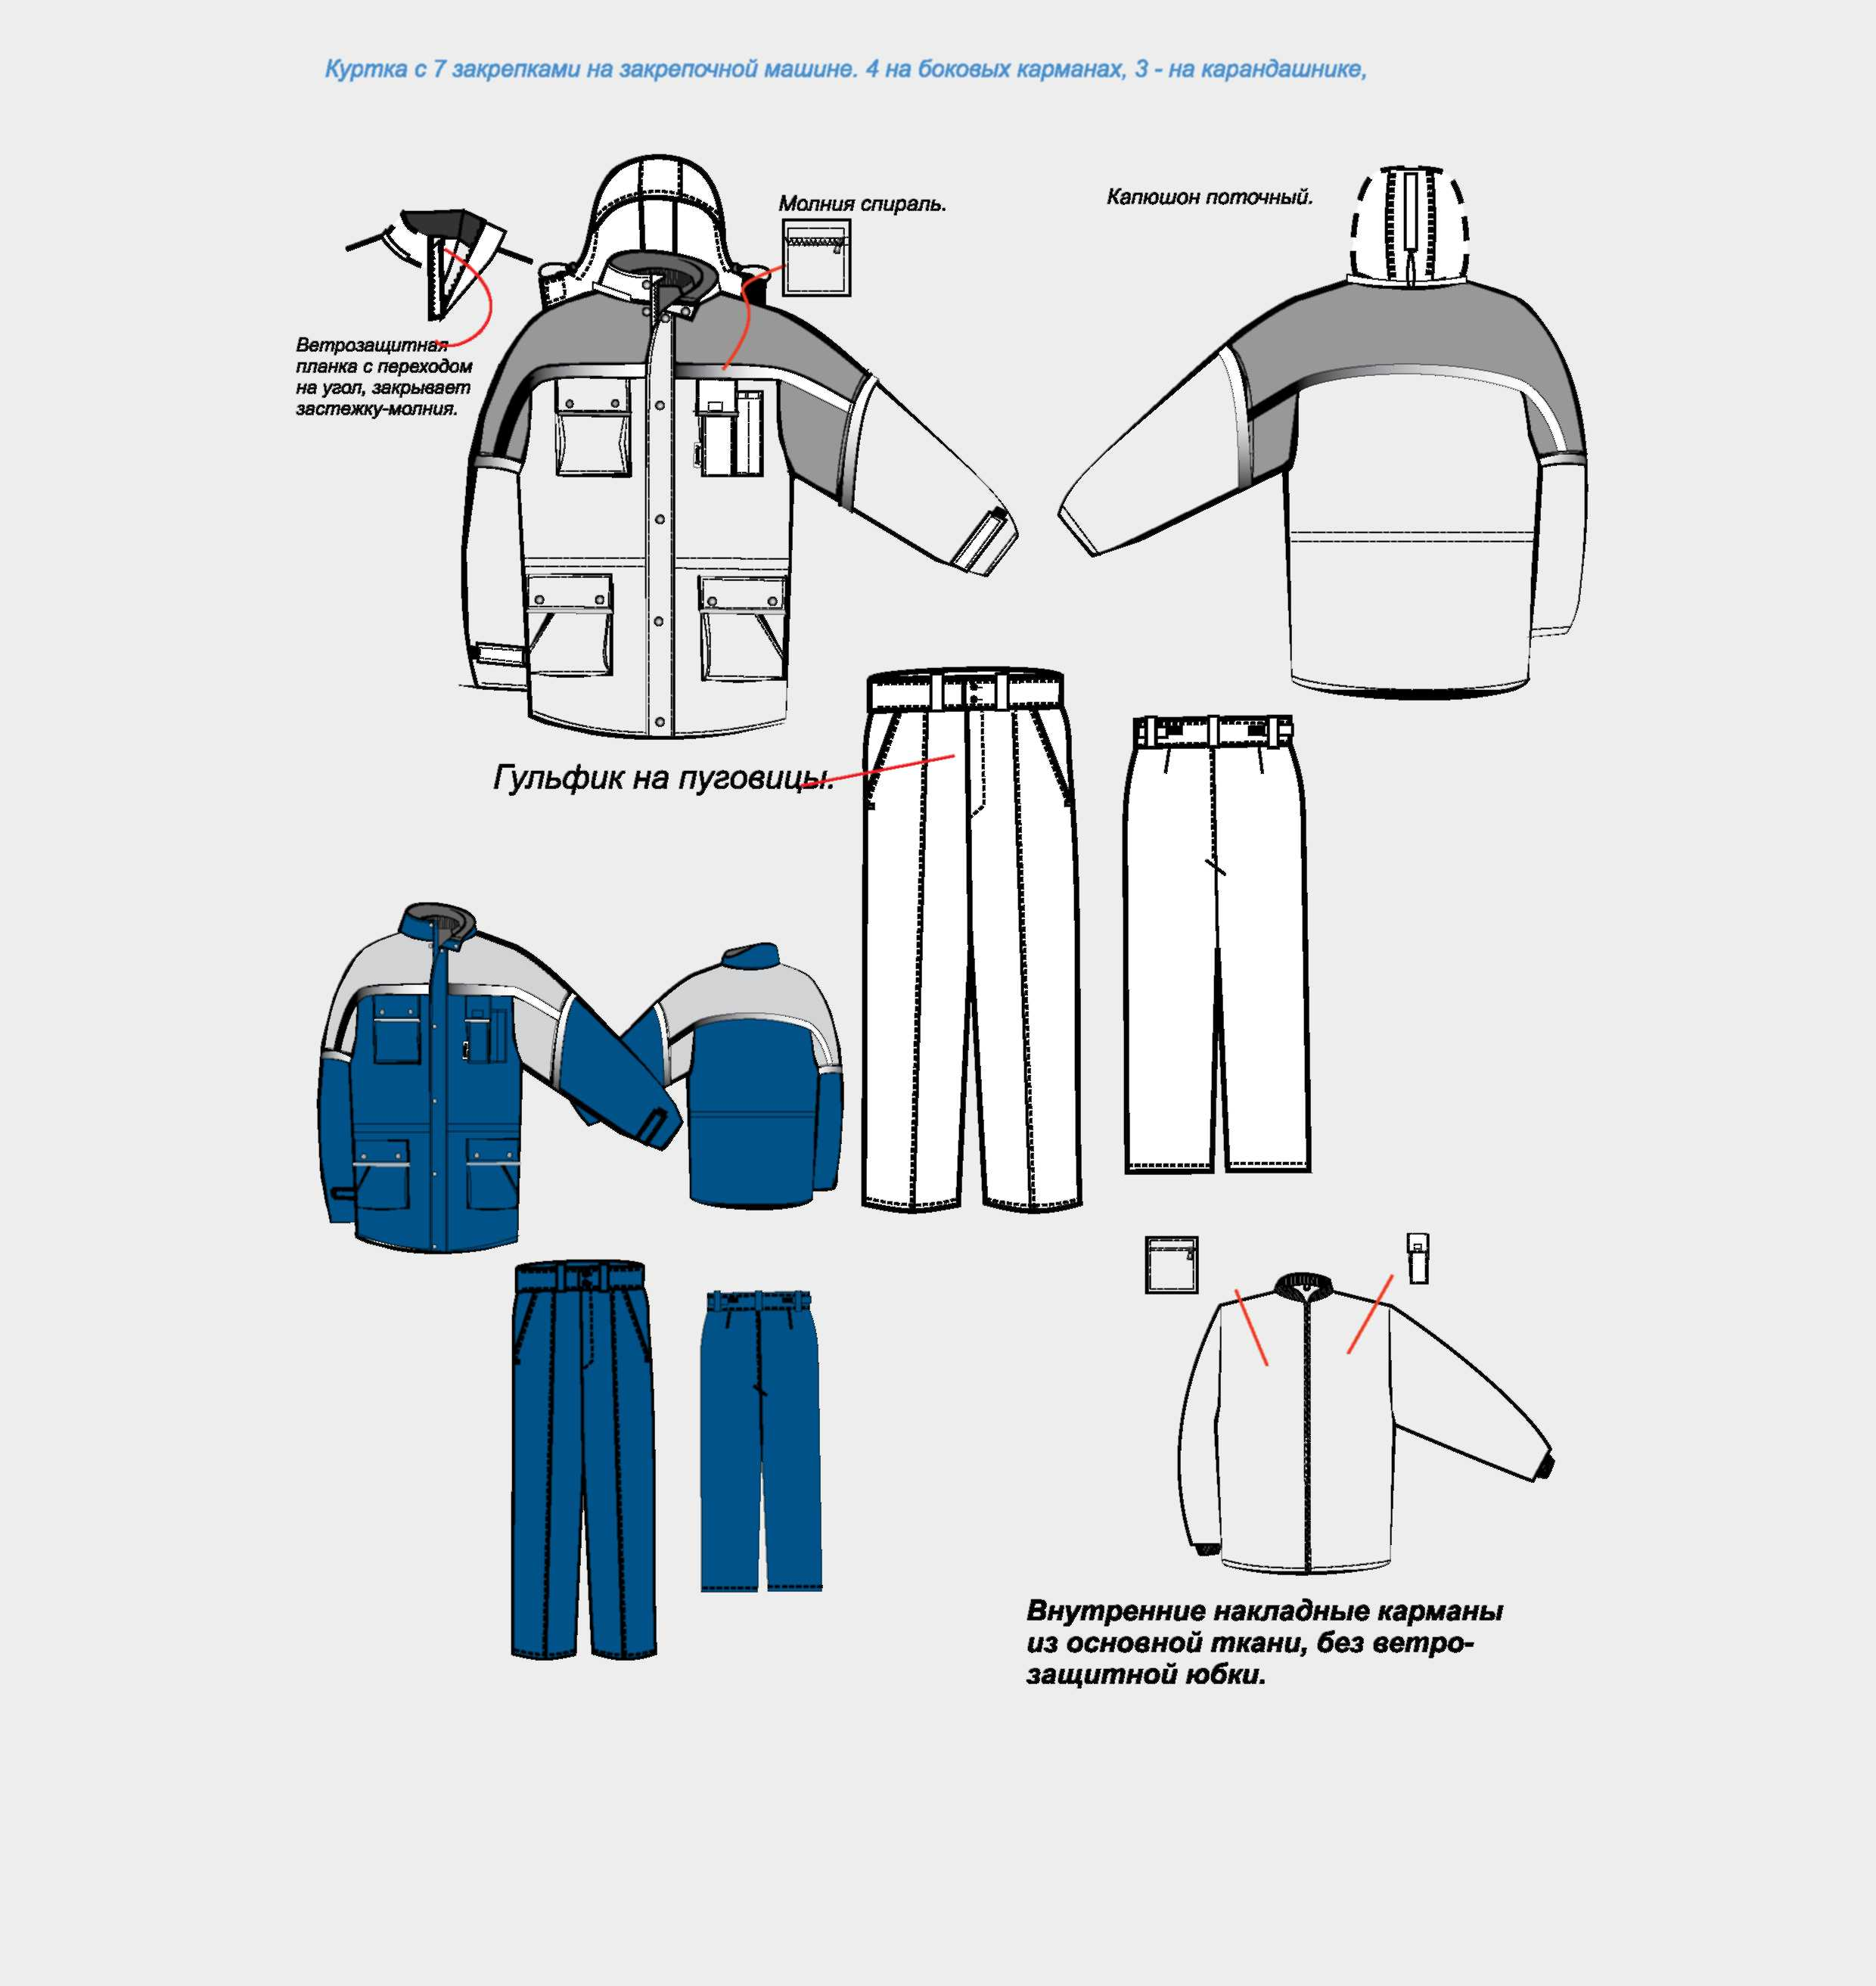 Куртка с 7 закрепками на закрепочной машине. 4 на боковых карманах, 3 - на карандашнике,
Молния спираль.
Капюшон поточный.
Ветрозащитная
планка с переходом
на угол, закрывает
застежку-молния.
Гульфик на пуговицы.
Внутренние накладные карманы
из основной ткани, без ветро-
защитной юбки.